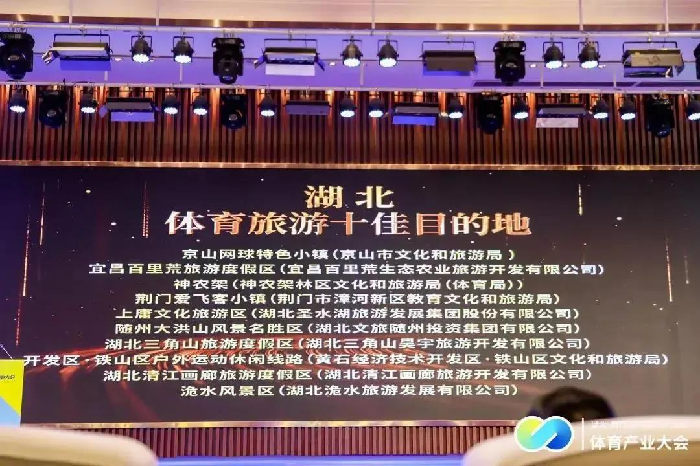 湖北
体育旅游十佳目的地
京山网球特色小镇(京山市文化和旅游局)
宜昌百里荒旅游度假区(宜昌百里荒生态农业旅游开发有限公司)
神农架(神农架林区文化和旅游局(体育局))
荆门爱飞客小镇(荆门市漳河新区教育文化和旅游局)
上庸文化旅游区(湖北圣水湖旅游发展集团股份有限公司)
随州大洪山风景名胜区(湖北文旅随州投资集团有限公司)
湖北三角山旅游度假区(湖北三角山昊宇旅游开发有限公司)
开发区·铁山区户外运动休闲线路(黄石经济技术开发区·铁山区文化和旅游局)
湖北清江画廊旅游度假区(湖北清江画廊旅游开发有限公司)
洈水风景区(湖北洈水旅游发展有限公司)
体育产业大会